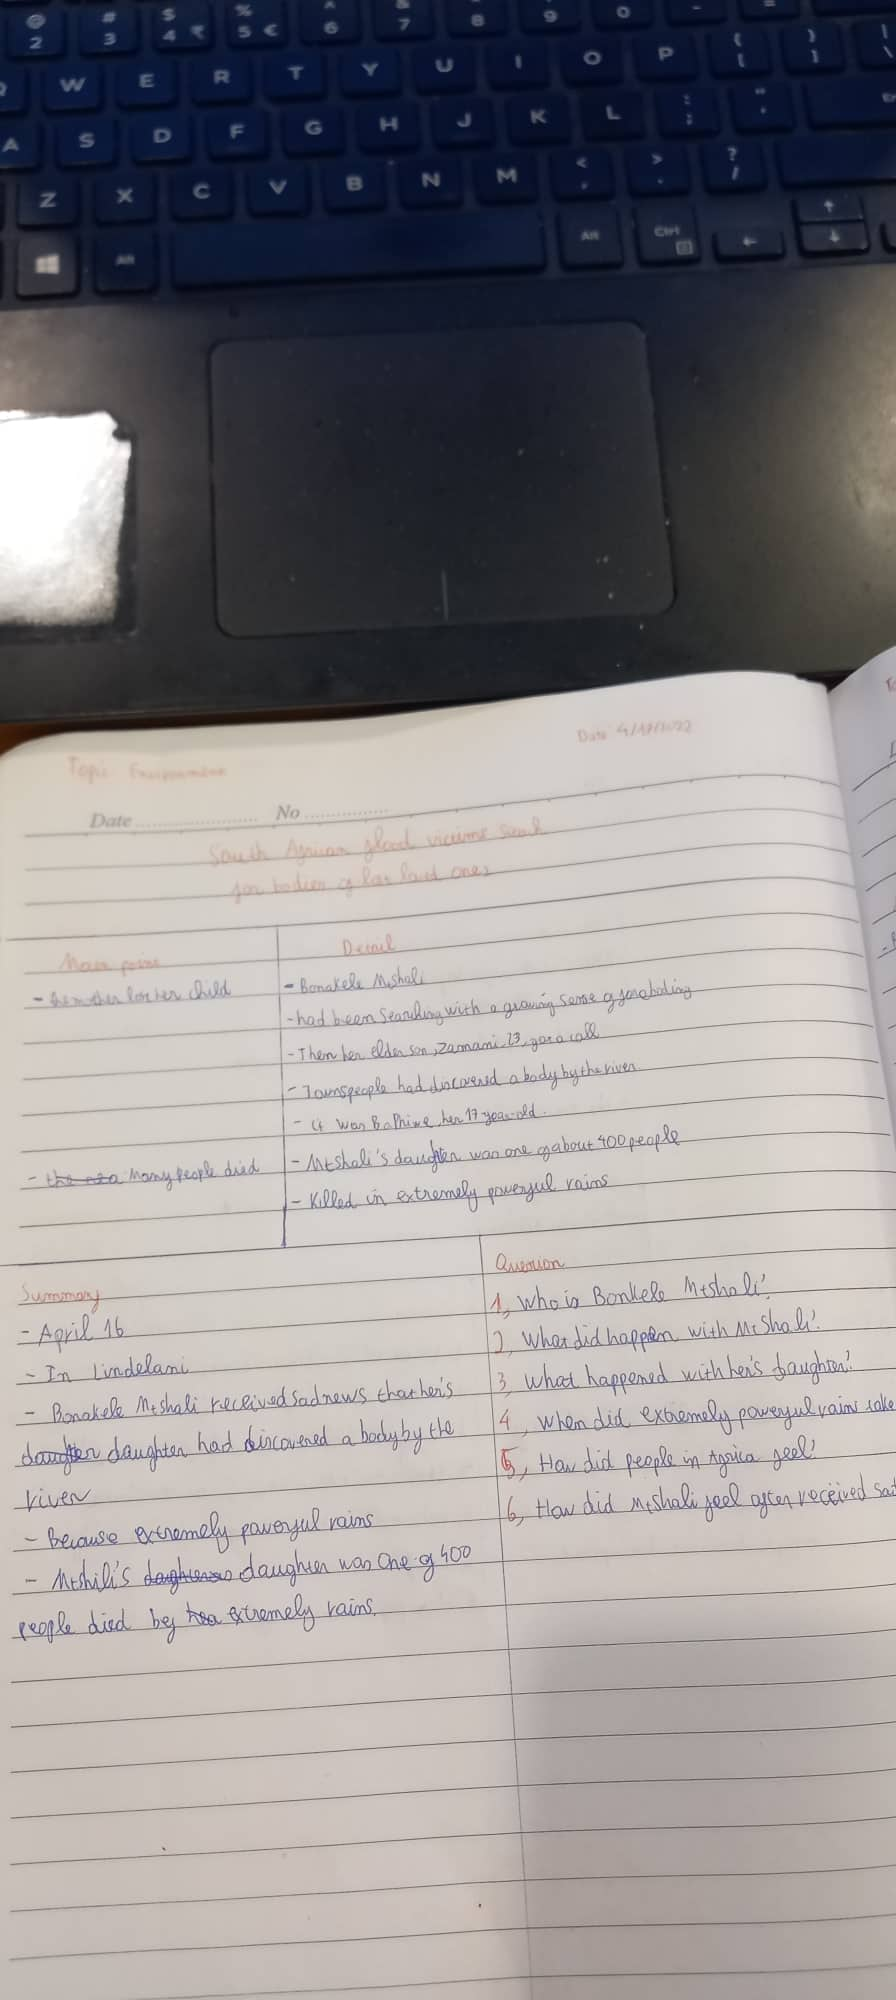 @ # $ % ^ & * ( ) - =
2 3 4 ₹ 5 € 6 7 8 9 0
W E R T Y U I O P { [ } ]
A S D F G H J K L : ; " '
Z X C V B N M < , > . ? /
Alt Alt Ctrl
Topic Environment
Date 4/17/2022
Date No
South African flood victims seach
for bodies of
Main point
Detail
- the mother lost her child
- Bonakele Mtshali
- had been searching with a growing sense of foreboding
- Then her elder son, Zamani, 23, got a call
- Townspeople had discovered a body by the river
- it was Baphiwe, her 17 year-old.
- the Many people died
- Mtshali's daughter was one of about 400 people
- Killed in extremely powerful rains
Summary
Question
- April 16
- In Lindelani
- Bonakele Mtshali received sad news that her's
daughter daughter had discovered a body by the
river
- Because extremely powerful rains
- Mtshili's daughter was One of 400
people died by extremely rains.
1, Who is Bonkele Mtshali?
2, What did happen with Mtshali?
3, What happened with her's daughter?
4, When did extremely powerful rains take
5, How did people in Africa feel?
6, How did Mtshali feel after received sad